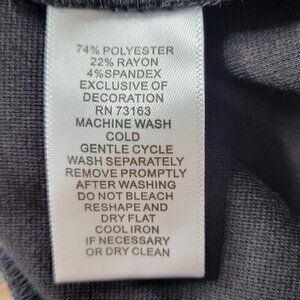 74% POLYESTER
22% RAYON
4%SPANDEX
EXCLUSIVE OF
DECORATION
RN 73163
MACHINE WASH
COLD
GENTLE CYCLE
WASH SEPARATELY
REMOVE PROMPTLY
AFTER WASHING
DO NOT BLEACH
RESHAPE AND
DRY FLAT
COOL IRON
IF NECESSARY
OR DRY CLEAN